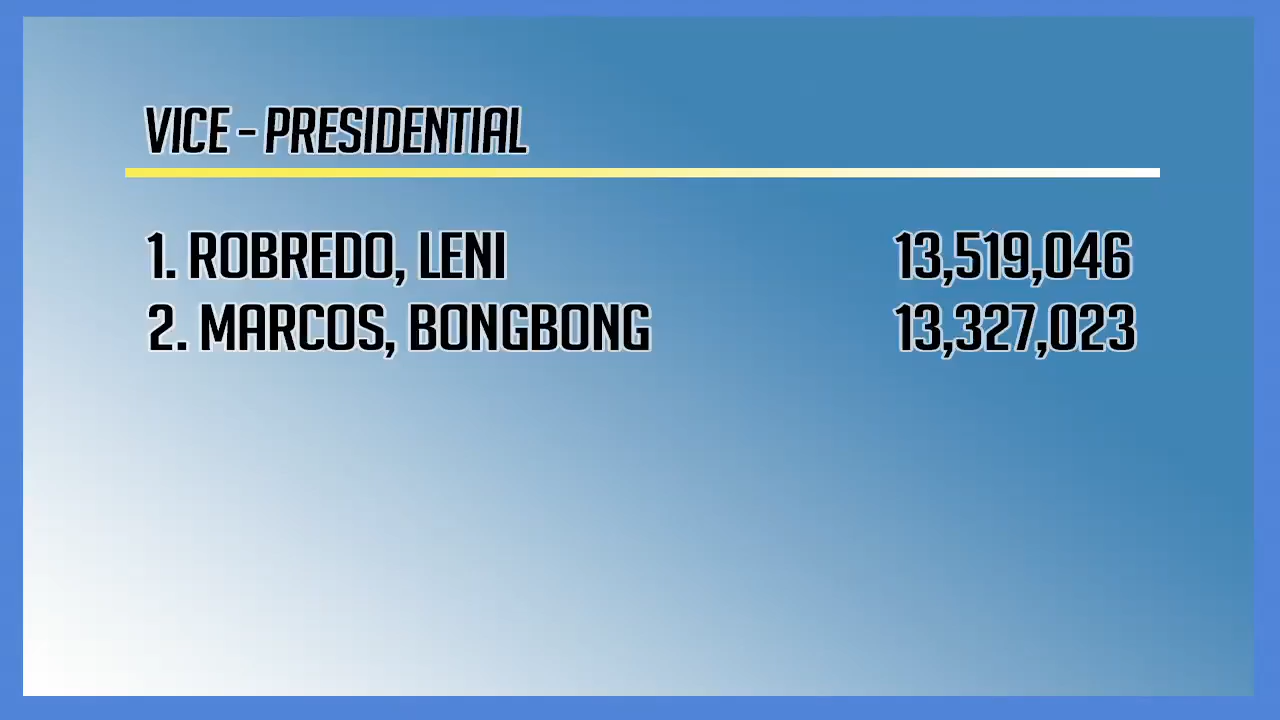 VICE - PRESIDENTIAL
1. ROBREDO, LENI 13,519,046
2. MARCOS, BONGBONG 13,327,023